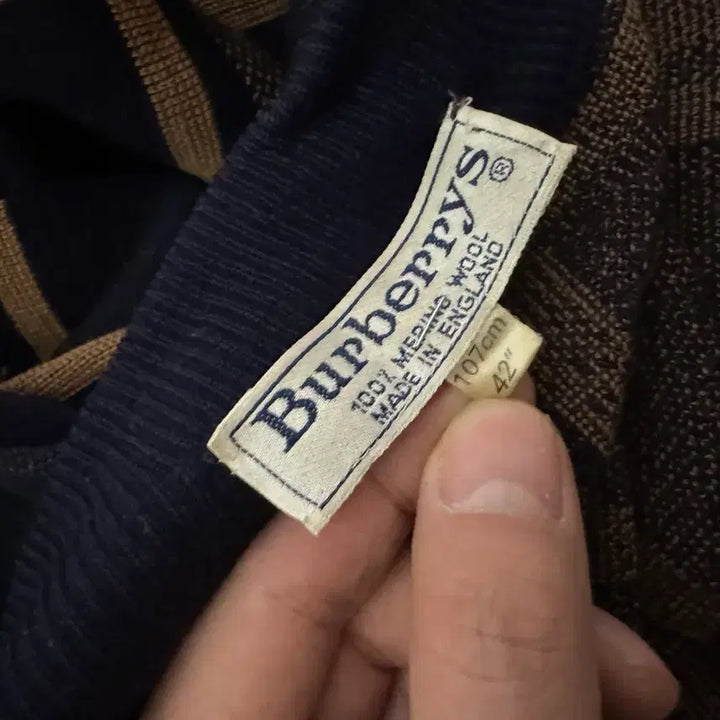 Burberrys®
100% MERINO WOOL
MADE IN ENGLAND
107cm
42"